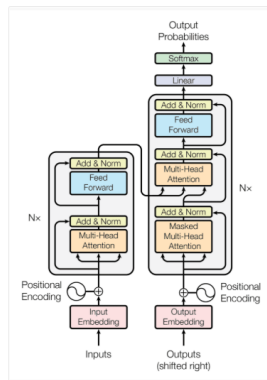 Output
Probabilities
Softmax
Linear
Add & Norm
Feed
Forward
Add & Norm
Multi-Head
Attention
Add & Norm
Masked
Multi-Head
Attention
Nx
Positional
Encoding
Output
Embedding
Outputs
(shifted right)
Add & Norm
Feed
Forward
Add & Norm
Multi-Head
Attention
Nx
Positional
Encoding
Input
Embedding
Inputs